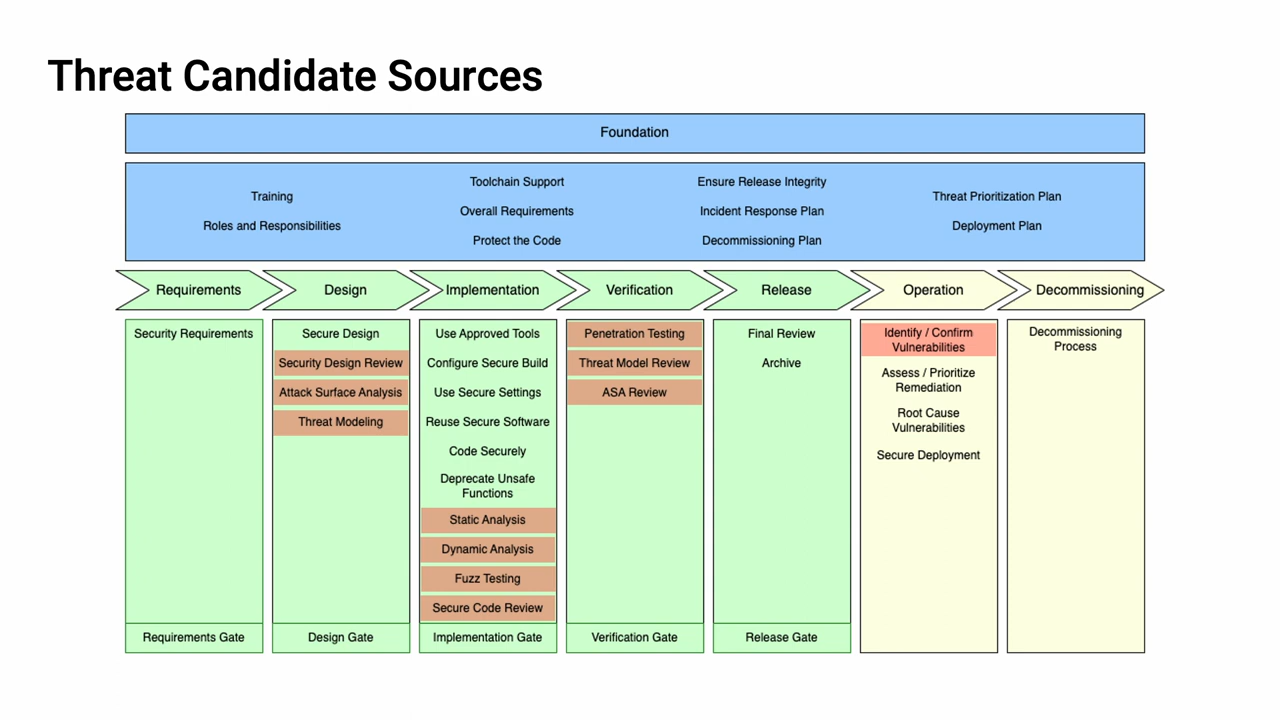 Threat Candidate Sources
Foundation
Training
Roles and Responsibilities
Toolchain Support
Overall Requirements
Protect the Code
Ensure Release Integrity
Incident Response Plan
Decommissioning Plan
Threat Prioritization Plan
Deployment Plan
Requirements
Design
Implementation
Verification
Release
Operation
Decommissioning
Security Requirements
Requirements Gate
Secure Design
Security Design Review
Attack Surface Analysis
Threat Modeling
Design Gate
Use Approved Tools
Configure Secure Build
Use Secure Settings
Reuse Secure Software
Code Securely
Deprecate Unsafe
Functions
Static Analysis
Dynamic Analysis
Fuzz Testing
Secure Code Review
Implementation Gate
Penetration Testing
Threat Model Review
ASA Review
Verification Gate
Final Review
Archive
Release Gate
Identify / Confirm
Vulnerabilities
Assess / Prioritize
Remediation
Root Cause
Vulnerabilities
Secure Deployment
Decommissioning
Process